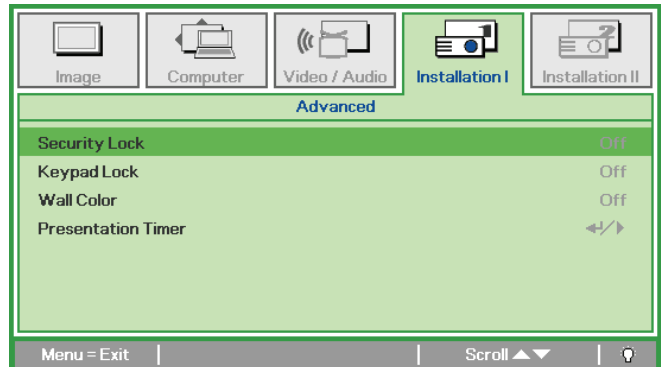 Image Computer Video / Audio Installation I Installation II
Advanced
Security Lock Off
Keypad Lock Off
Wall Color Off
Presentation Timer
Menu = Exit Scroll